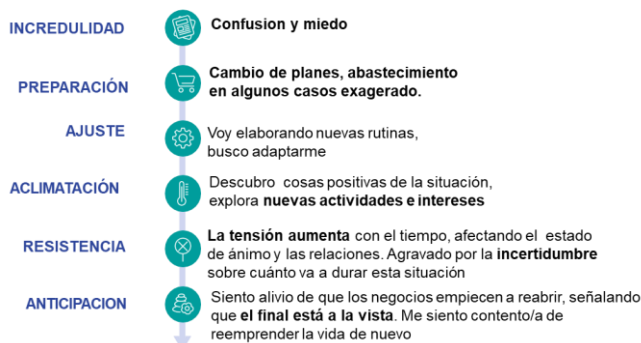 INCREDULIDAD
Confusion y miedo
PREPARACIÓN
Cambio de planes, abastecimiento
en algunos casos exagerado.
AJUSTE
Voy elaborando nuevas rutinas,
busco adaptarme
ACLIMATACIÓN
Descubro cosas positivas de la situación,
explora nuevas actividades e intereses
RESISTENCIA
La tensión aumenta con el tiempo, afectando el estado
de ánimo y las relaciones. Agravado por la incertidumbre
sobre cuánto va a durar esta situación
ANTICIPACION
Siento alivio de que los negocios empiecen a reabrir, señalando
que el final está a la vista. Me siento contento/a de
reemprender la vida de nuevo